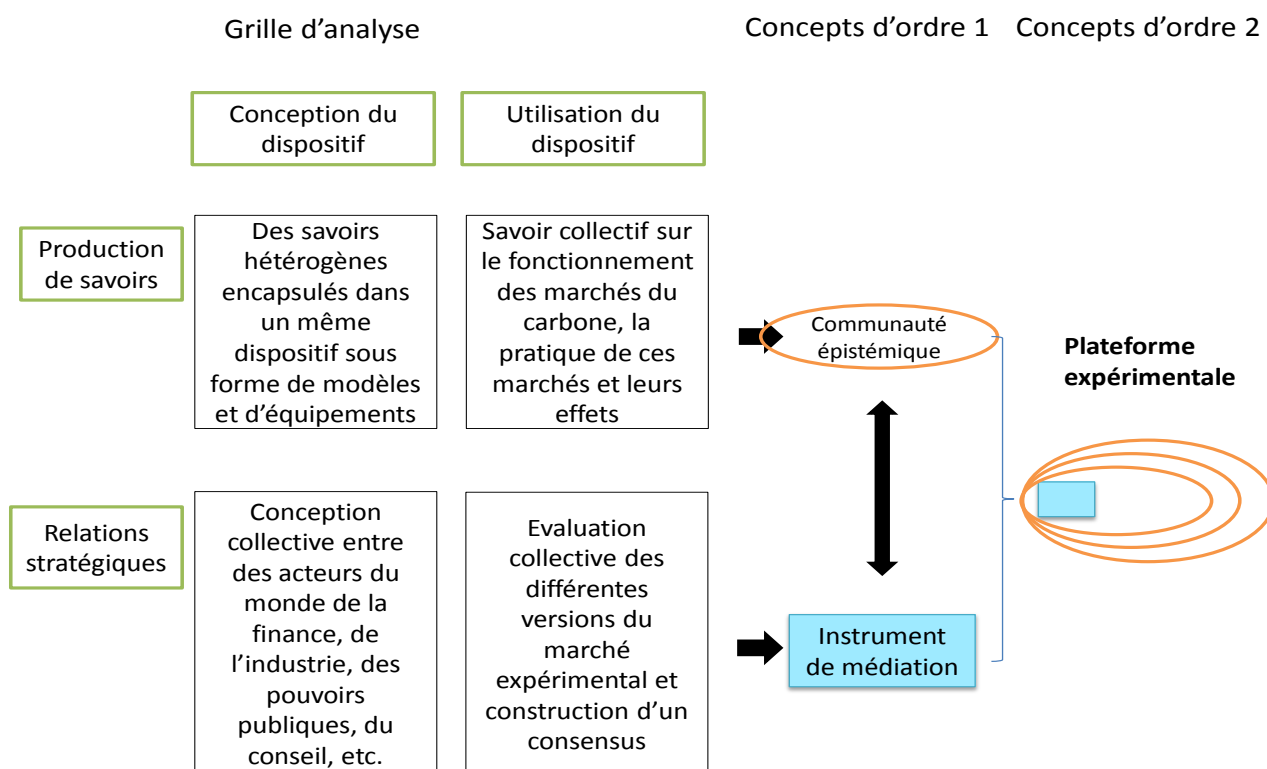 Grille d’analyse
Concepts d’ordre 1
Concepts d’ordre 2
Conception du
dispositif
Utilisation du
dispositif
Production
de savoirs
Des savoirs
hétérogènes
encapsulés dans
un même
dispositif sous
forme de modèles
et d’équipements
Savoir collectif sur
le fonctionnement
des marchés du
carbone, la
pratique de ces
marchés et leurs
effets
Communauté
épistémique
Plateforme
expérimentale
Relations
stratégiques
Conception
collective entre
des acteurs du
monde de la
finance, de
l’industrie, des
pouvoirs
publiques, du
conseil, etc.
Evaluation
collective des
différentes
versions du
marché
expérimental et
construction d’un
consensus
Instrument
de médiation